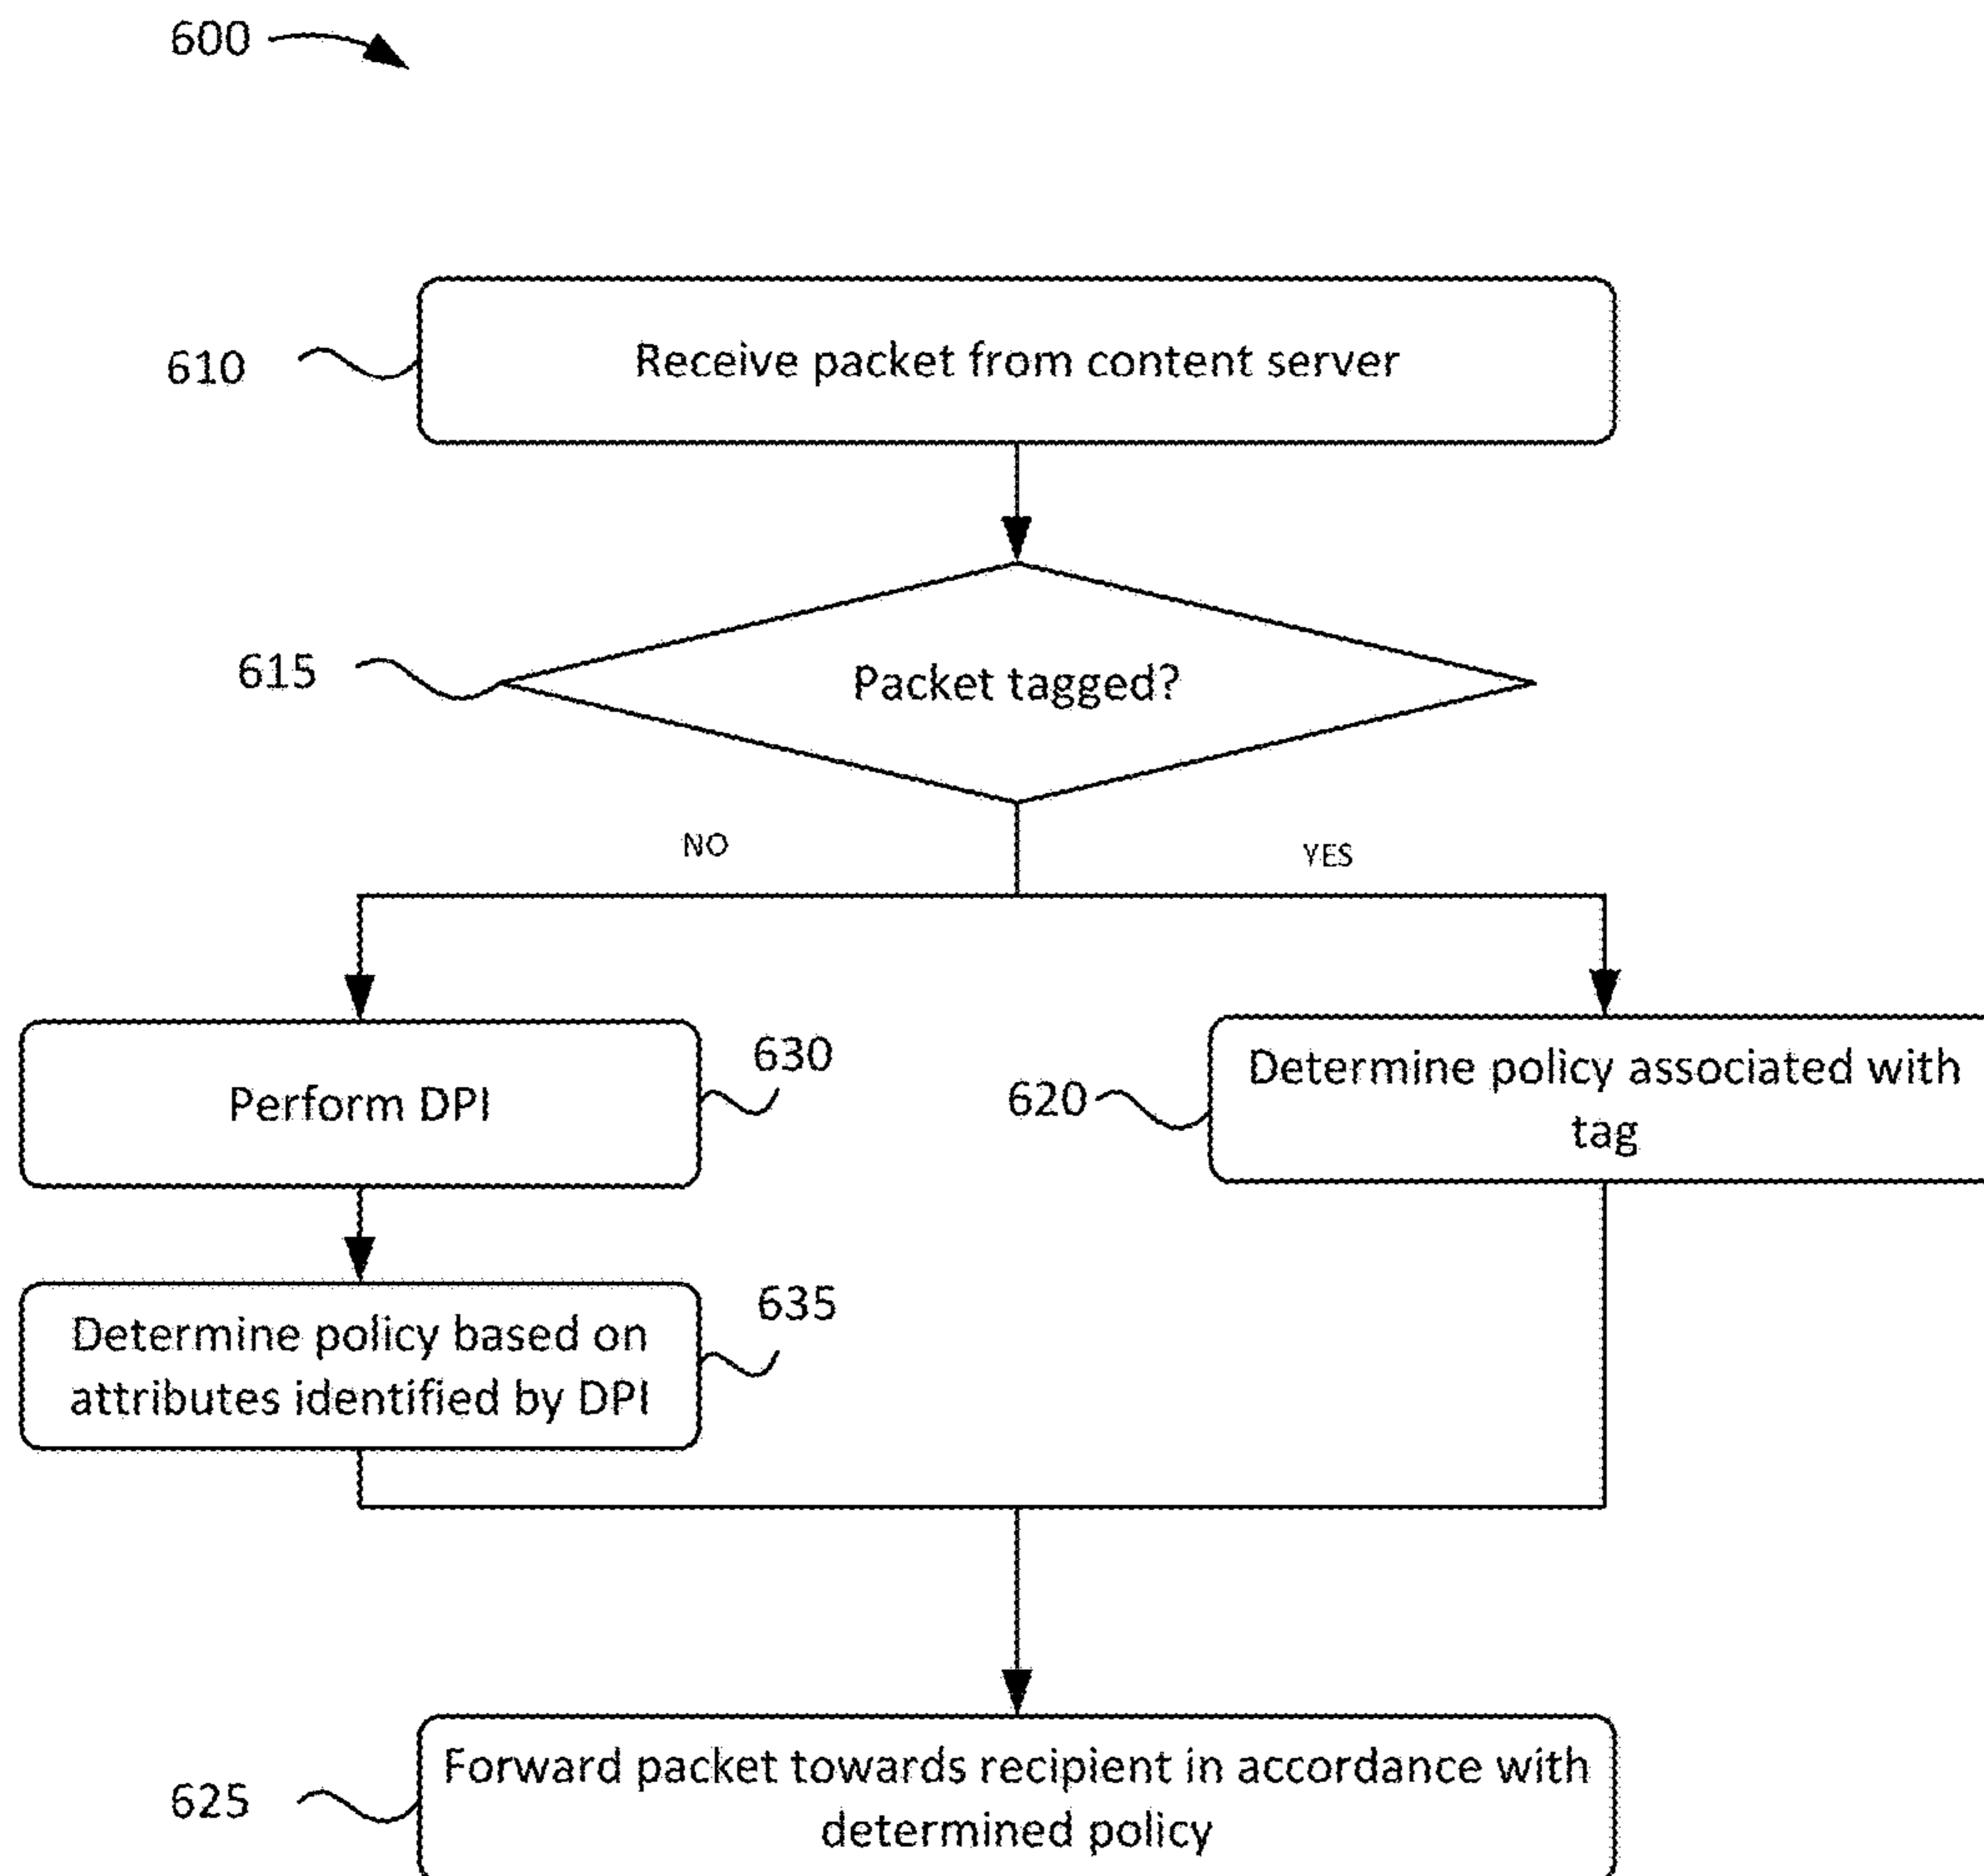 600
610
Receive packet from content server
615
Packet tagged?
NO
YES
630
Perform DPI
620
Determine policy associated with
tag
635
Determine policy based on
attributes identified by DPI
625
Forward packet towards recipient in accordance with
determined policy